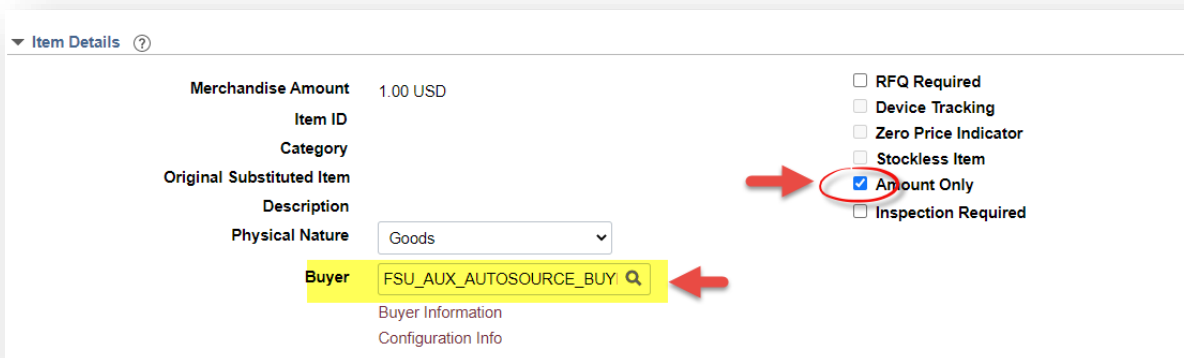 Item Details ?
Merchandise Amount 1.00 USD
Item ID
Category
Original Substituted Item
Description
Physical Nature Goods
Buyer FSU_AUX_AUTOSOURCE_BUY
Buyer Information
Configuration Info
RFQ Required
Device Tracking
Zero Price Indicator
Stockless Item
Amount Only
Inspection Required